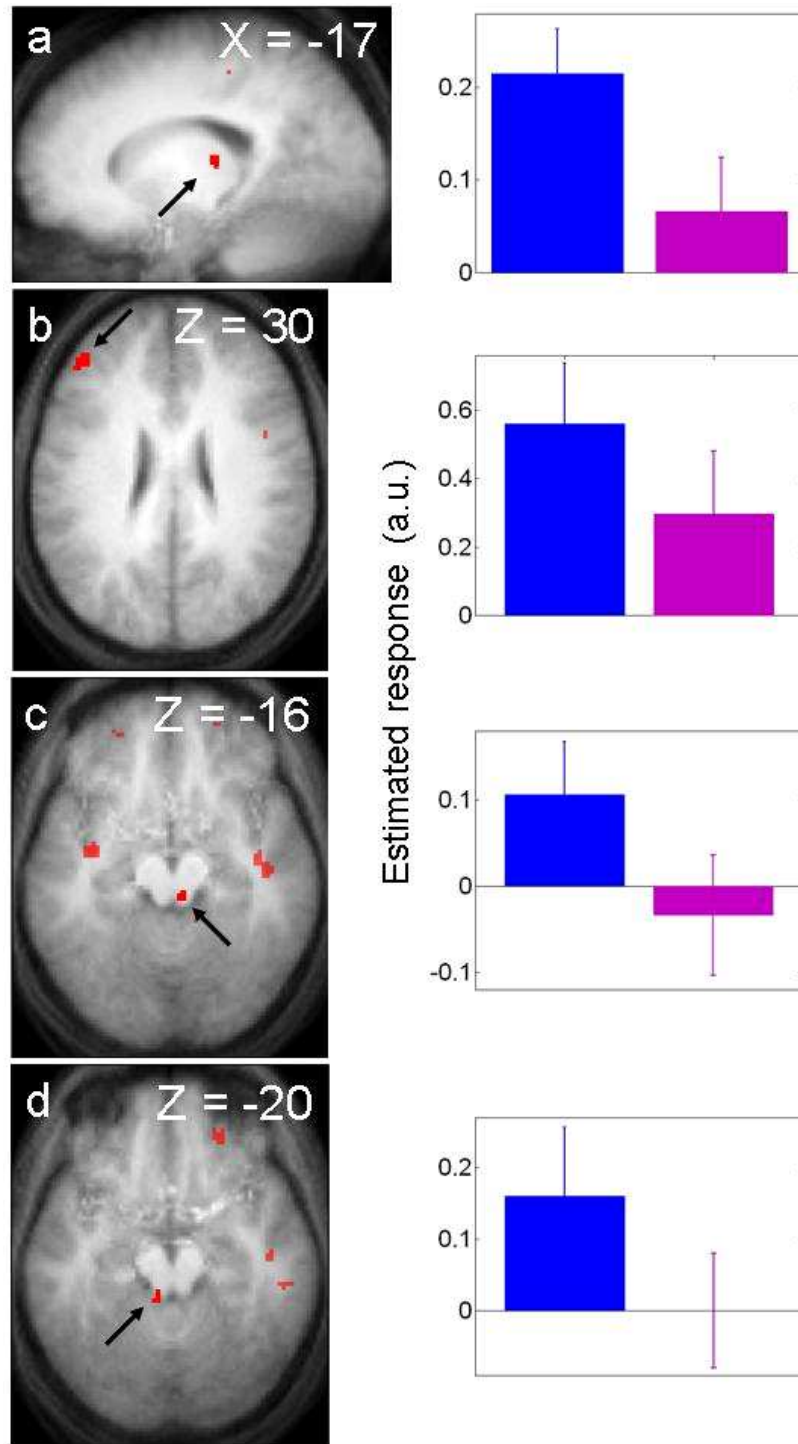 a X = -17
0.2
0.1
0
b Z = 30
0.6
0.4
0.2
0
Estimated response (a.u.)
c Z = -16
0.1
0
-0.1
d Z = -20
0.2
0.1
0